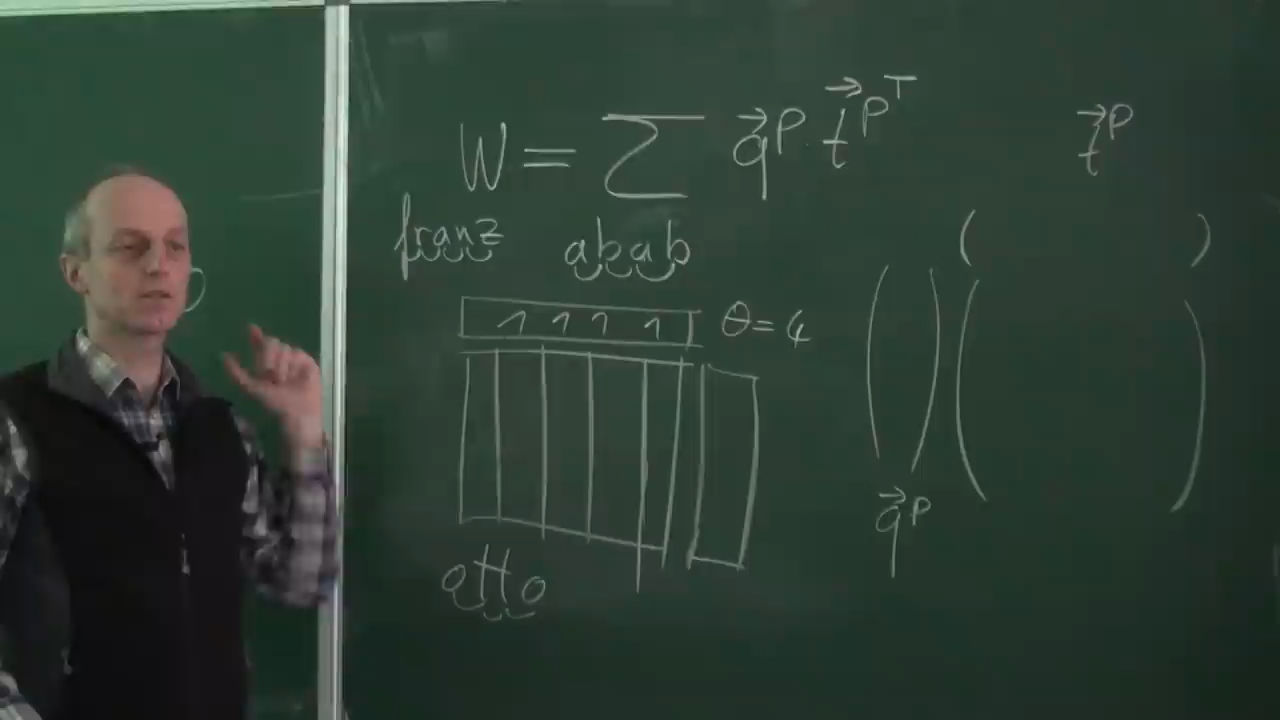 W = Σ q⃗ᴾ t⃗ᴾᵀ
t⃗ᴾ
franz abab
( )
1 1 1 1 θ = 4
( ) ( )
q⃗ᴾ
otto